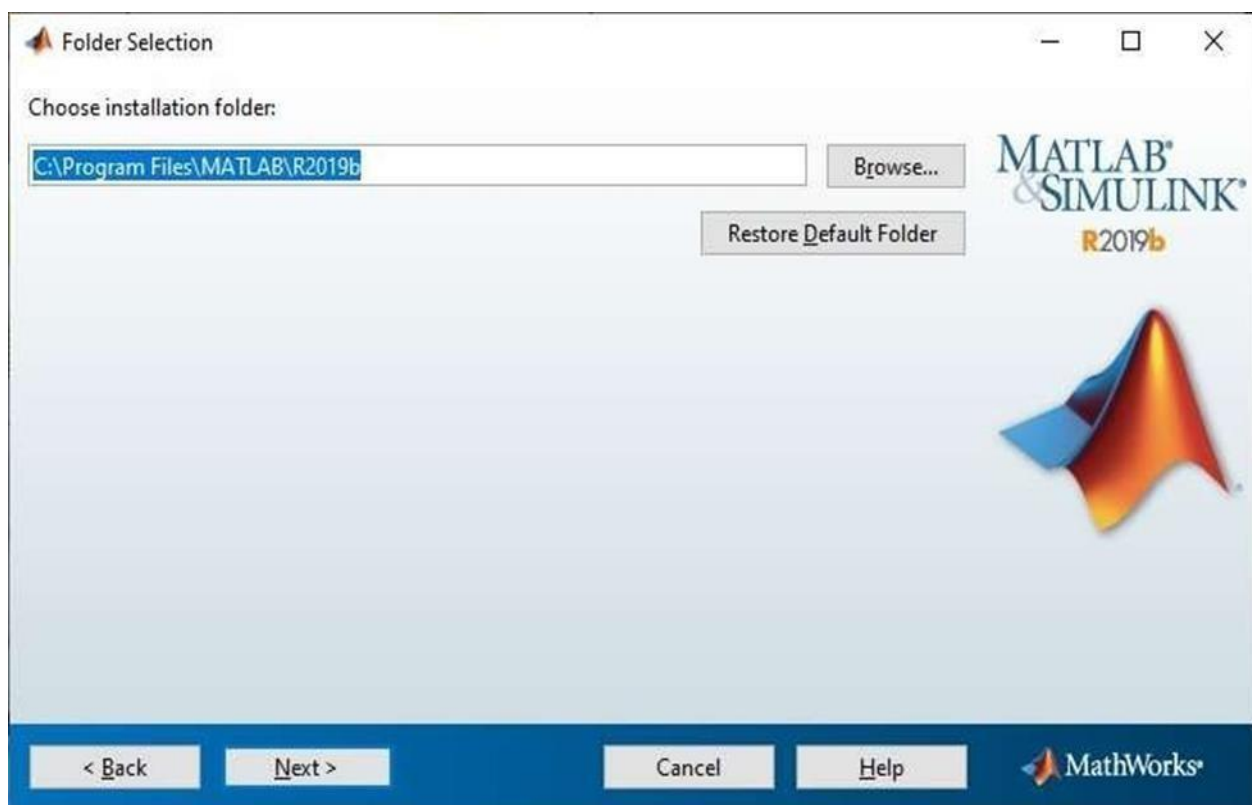 Folder Selection
Choose installation folder:
C:\Program Files\MATLAB\R2019b
Browse...
Restore Default Folder
MATLAB®
&SIMULINK®
R2019b
< Back
Next >
Cancel
Help
MathWorks®